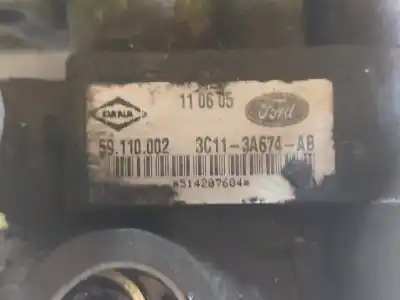 11 06 05
DANA
Ford
59.110.002 3C11-3A674-AB
*514207604*